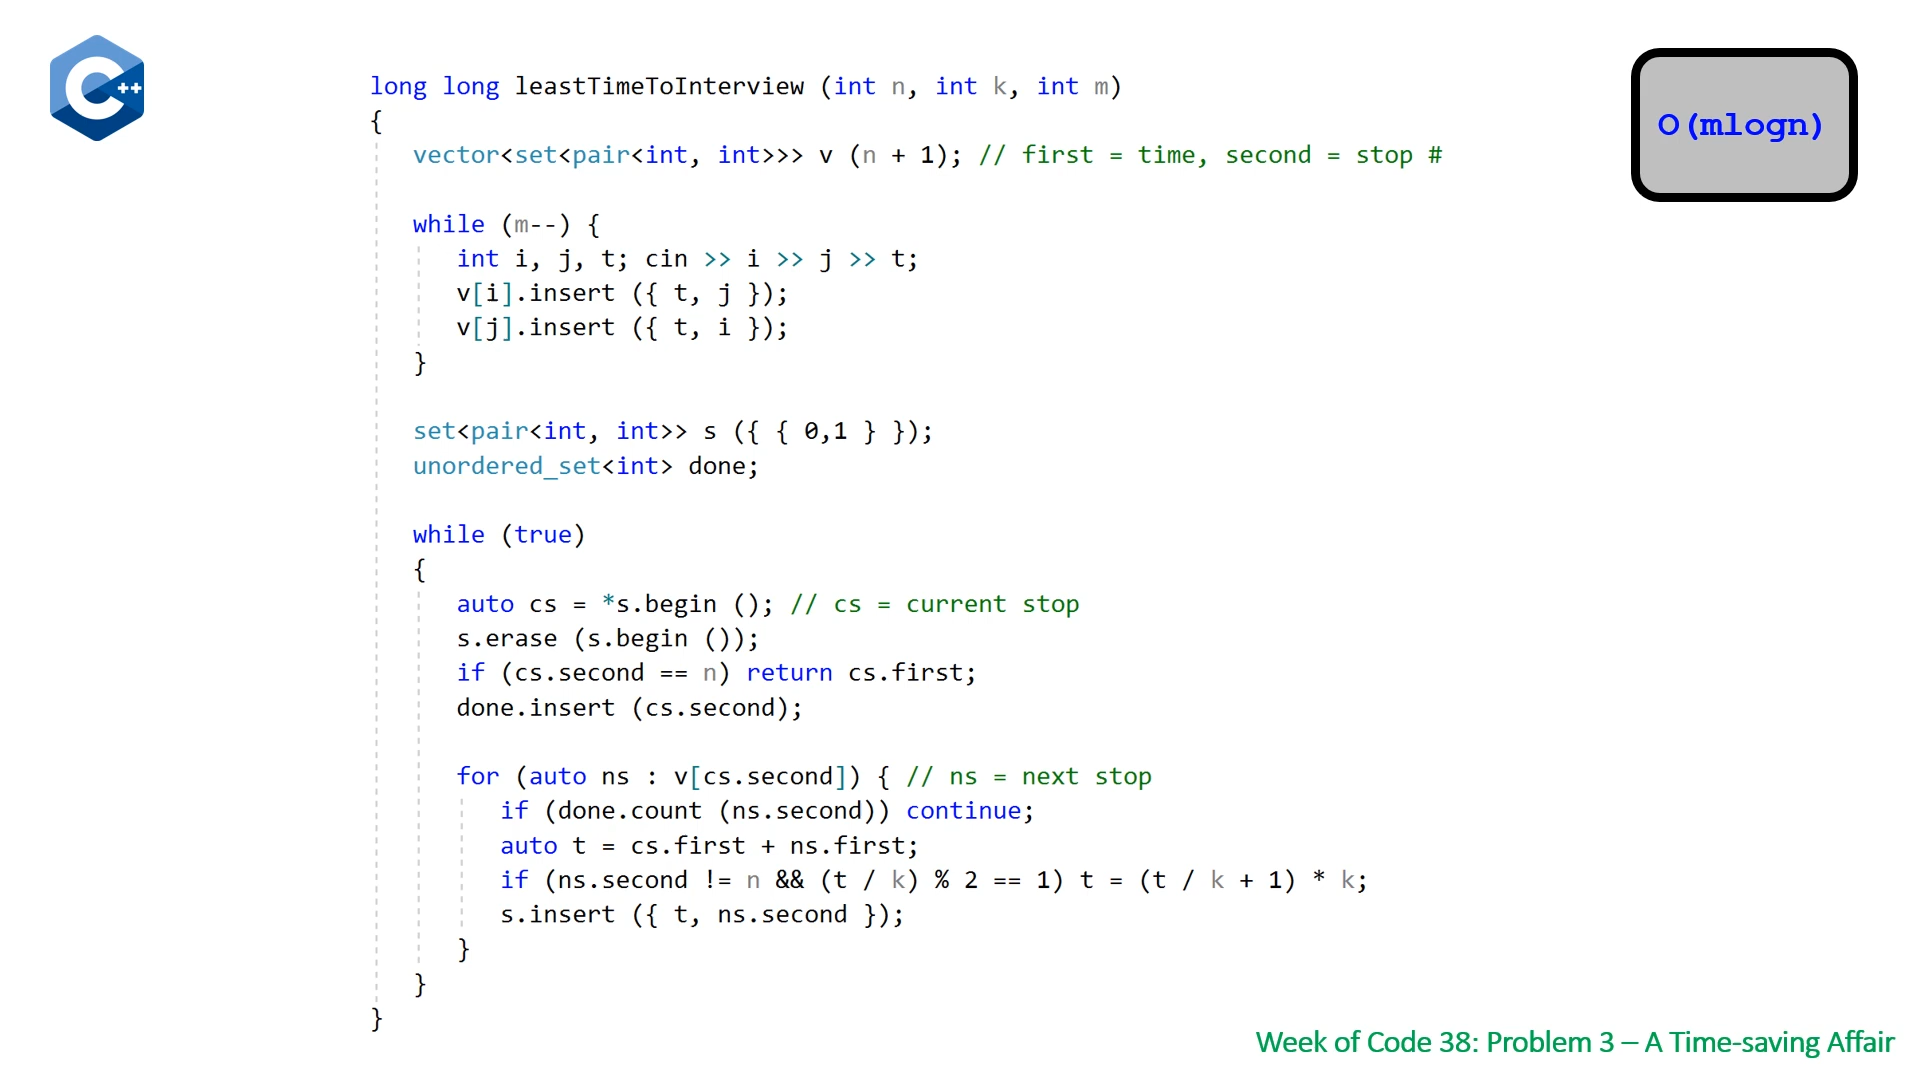 C++
long long leastTimeToInterview (int n, int k, int m)
O(mlogn)
{
vector<set<pair<int, int>>> v (n + 1); // first = time, second = stop #
while (m--) {
int i, j, t; cin >> i >> j >> t;
v[i].insert ({ t, j });
v[j].insert ({ t, i });
}
set<pair<int, int>> s ({ { 0,1 } });
unordered_set<int> done;
while (true)
{
auto cs = *s.begin (); // cs = current stop
s.erase (s.begin ());
if (cs.second == n) return cs.first;
done.insert (cs.second);
for (auto ns : v[cs.second]) { // ns = next stop
if (done.count (ns.second)) continue;
auto t = cs.first + ns.first;
if (ns.second != n && (t / k) % 2 == 1) t = (t / k + 1) * k;
s.insert ({ t, ns.second });
}
}
}
Week of Code 38: Problem 3 – A Time-saving Affair